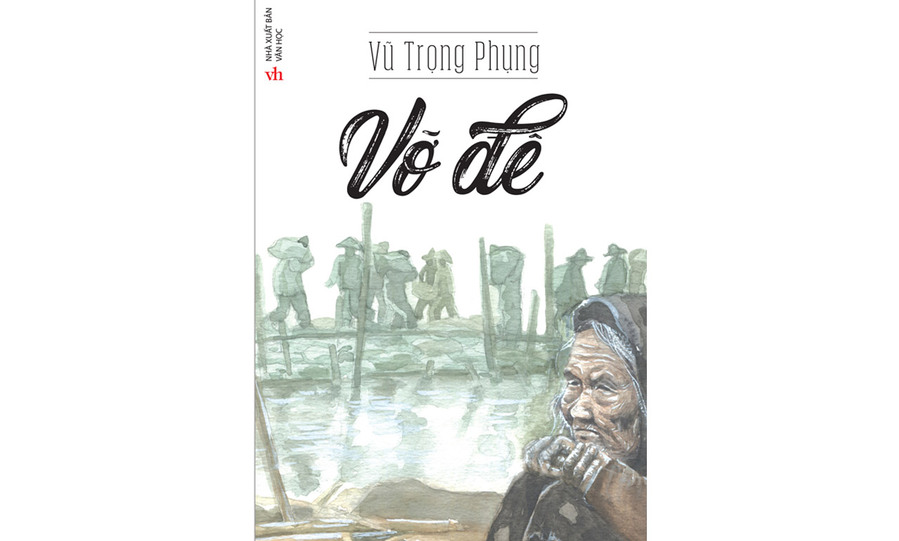 NHÀ XUẤT BẢN
VĂN HỌC
vh
Vũ Trọng Phụng
Vỡ đê